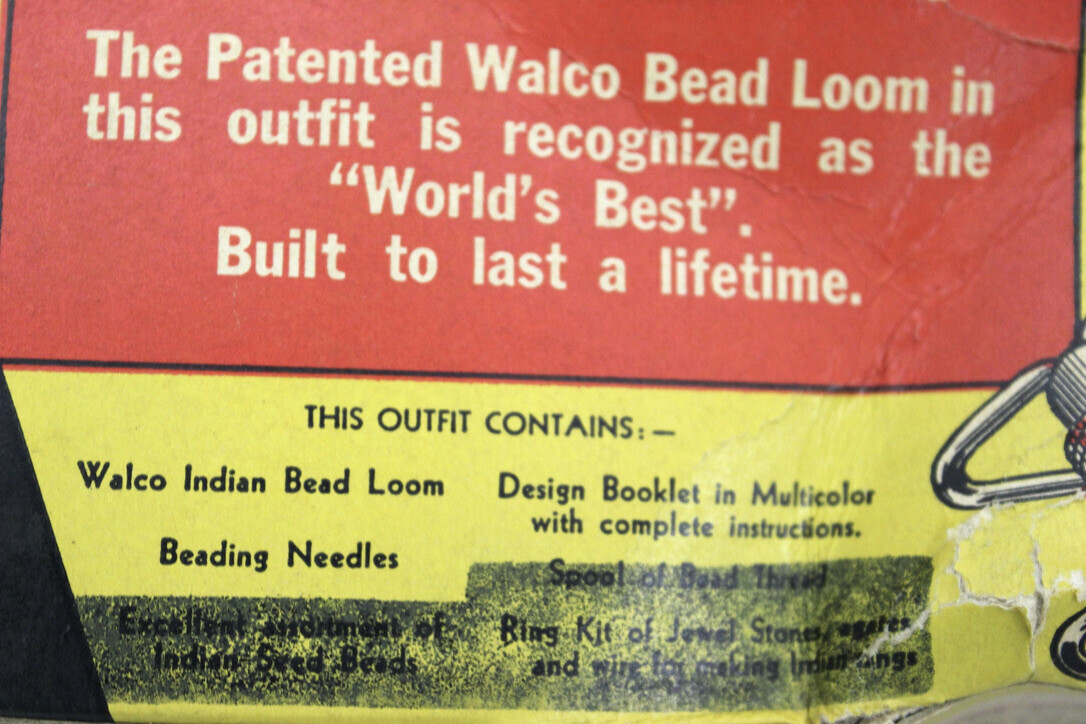 The Patented Walco Bead Loom in
this outfit is recognized as the
“World's Best”.
Built to last a lifetime.
THIS OUTFIT CONTAINS:—
Walco Indian Bead Loom
Beading Needles
Excellent assortment of
Indian Seed Beads
Design Booklet in Multicolor
with complete instructions.
Spool of Bead Thread
Ring Kit of Jewel Stones, agates
and wire for making Indian rings